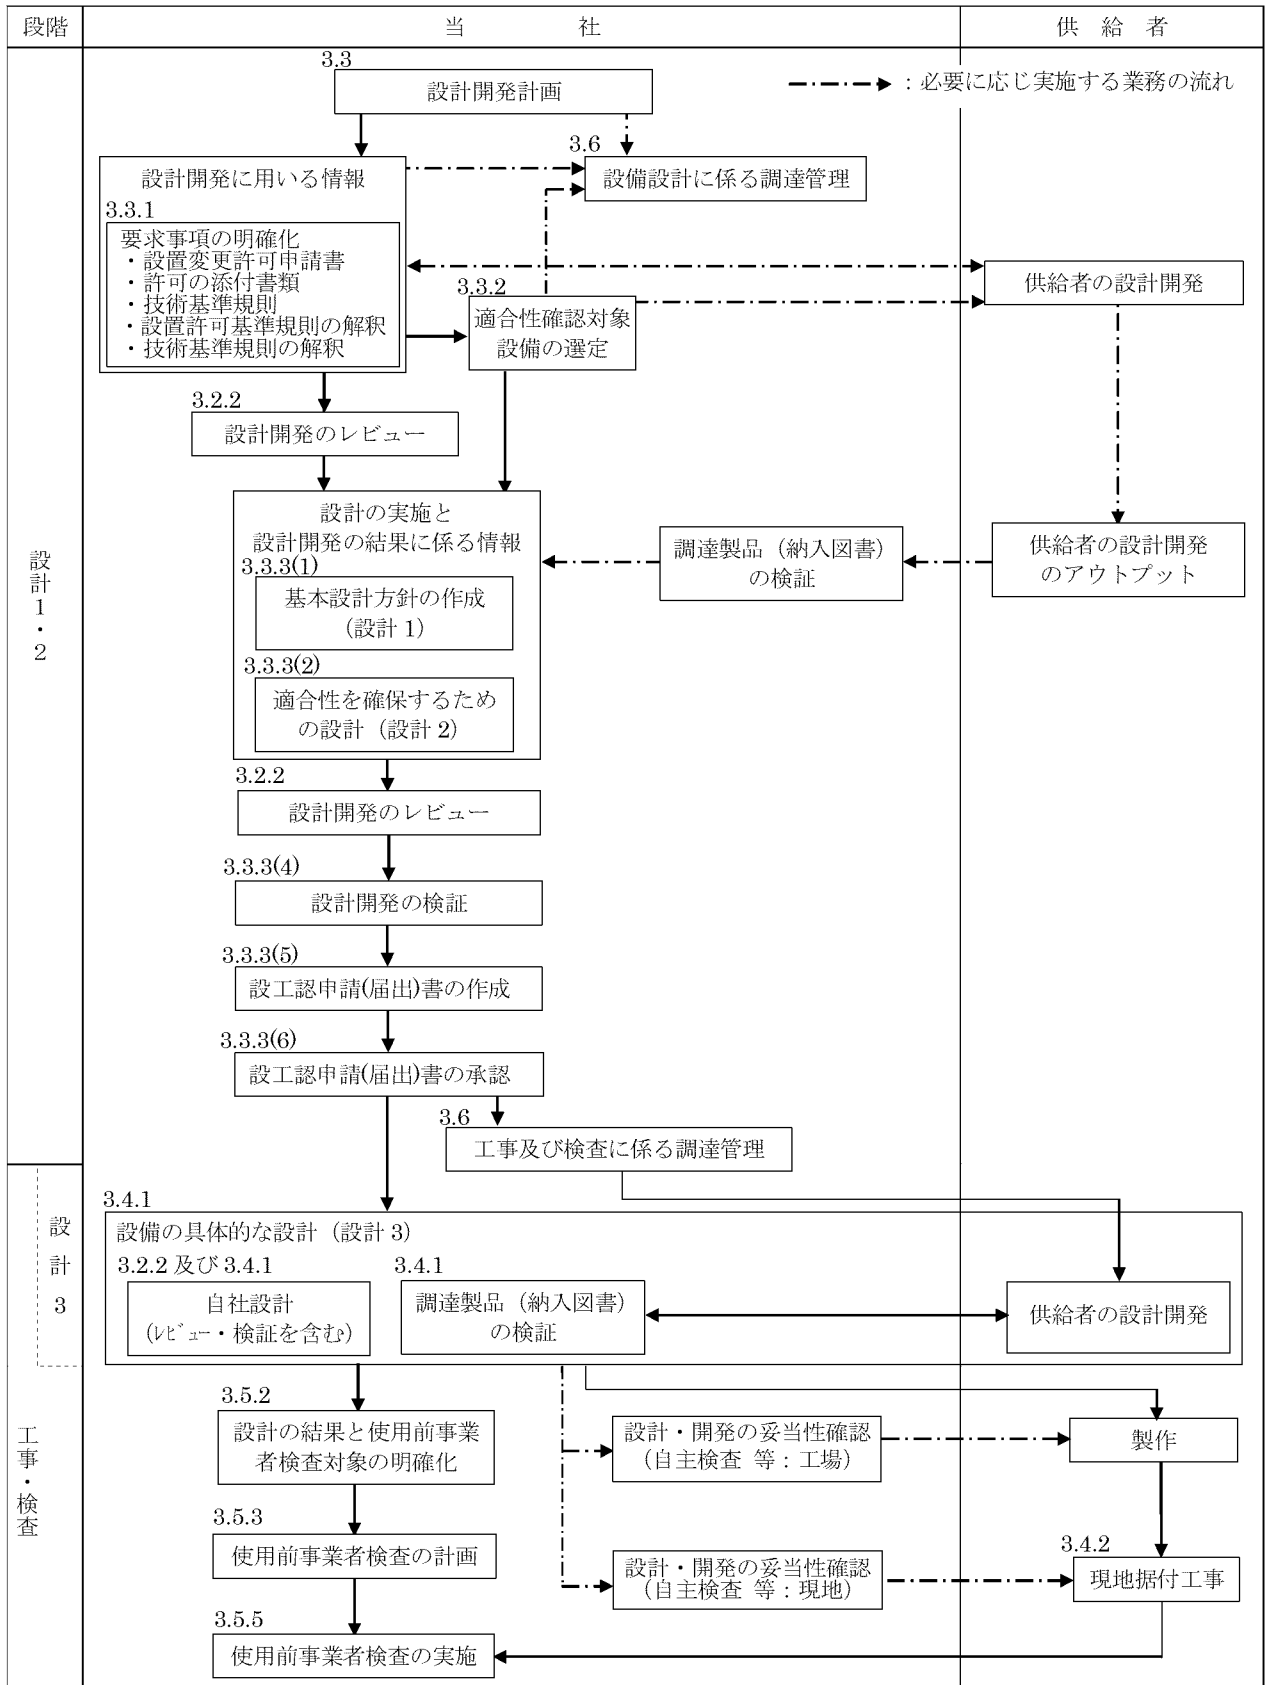 段階
当　　　社
供　給　者
3.3
設計開発計画
：必要に応じ実施する業務の流れ
3.6
設備設計に係る調達管理
設計開発に用いる情報
3.3.1
要求事項の明確化
・設置変更許可申請書
・許可の添付書類
・技術基準規則
・設置許可基準規則の解釈
・技術基準規則の解釈
3.3.2
適合性確認対象
設備の選定
供給者の設計開発
3.2.2
設計開発のレビュー
設計の実施と
設計開発の結果に係る情報
3.3.3(1)
基本設計方針の作成
(設計 1)
3.3.3(2)
適合性を確保するため
の設計（設計 2）
調達製品（納入図書）
の検証
供給者の設計開発
のアウトプット
設計１・２
3.2.2
設計開発のレビュー
3.3.3(4)
設計開発の検証
3.3.3(5)
設工認申請(届出)書の作成
3.3.3(6)
設工認申請(届出)書の承認
3.6
工事及び検査に係る調達管理
設計３
3.4.1
設備の具体的な設計（設計 3）
3.2.2 及び 3.4.1
自社設計
(ﾚﾋﾞｭｰ・検証を含む)
3.4.1
調達製品（納入図書）
の検証
供給者の設計開発
工事・検査
3.5.2
設計の結果と使用前事業
者検査対象の明確化
設計・開発の妥当性確認
（自主検査 等：工場）
製作
3.5.3
使用前事業者検査の計画
設計・開発の妥当性確認
（自主検査 等：現地）
3.4.2
現地据付工事
3.5.5
使用前事業者検査の実施